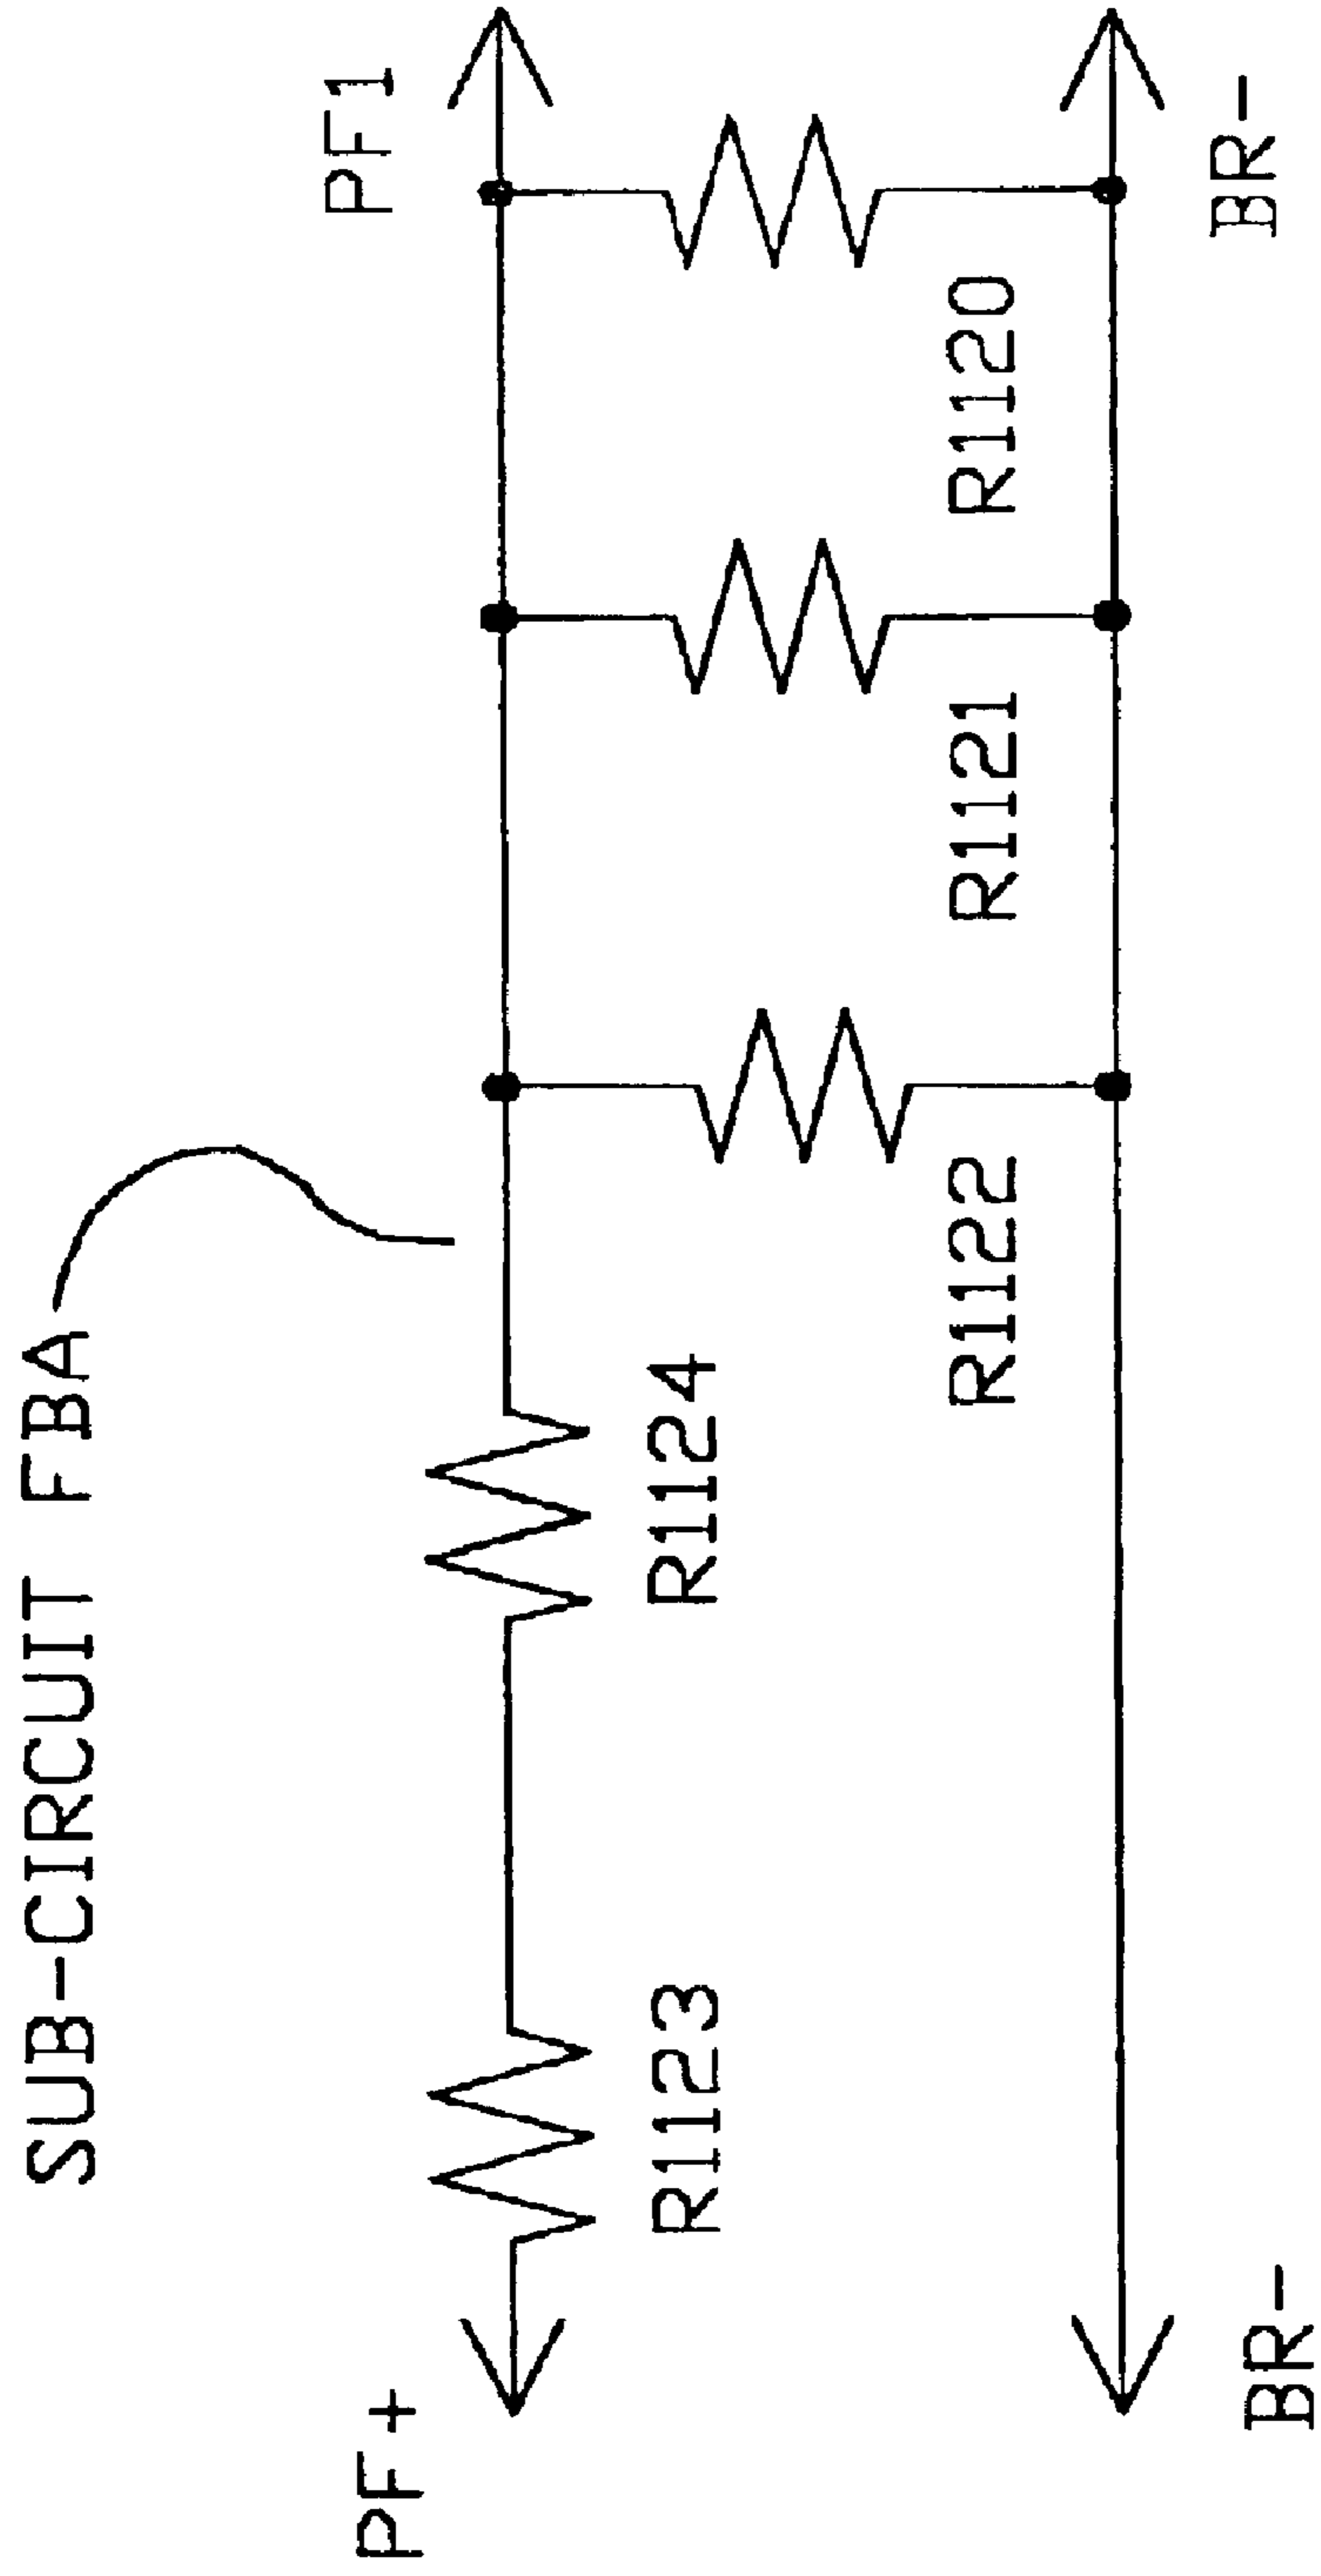 SUB-CIRCUIT FBA
PF+
PF1
R1123
R1124
R1122
R1121
R1120
BR-
BR-